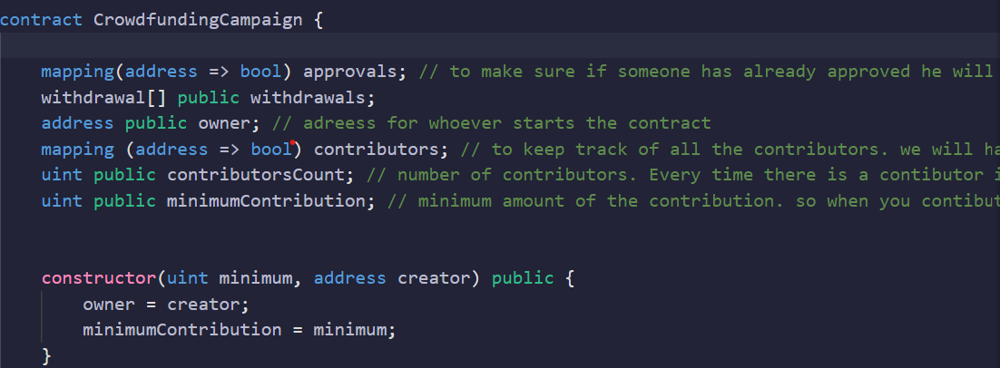 contract CrowdfundingCampaign {
mapping(address => bool) approvals; // to make sure if someone has already approved he will
withdrawal[] public withdrawals;
address public owner; // adreess for whoever starts the contract
mapping (address => bool) contributors; // to keep track of all the contributors. we will ha
uint public contributorsCount; // number of contributors. Every time there is a contibutor i
uint public minimumContribution; // minimum amount of the contribution. so when you contibut
constructor(uint minimum, address creator) public {
owner = creator;
minimumContribution = minimum;
}